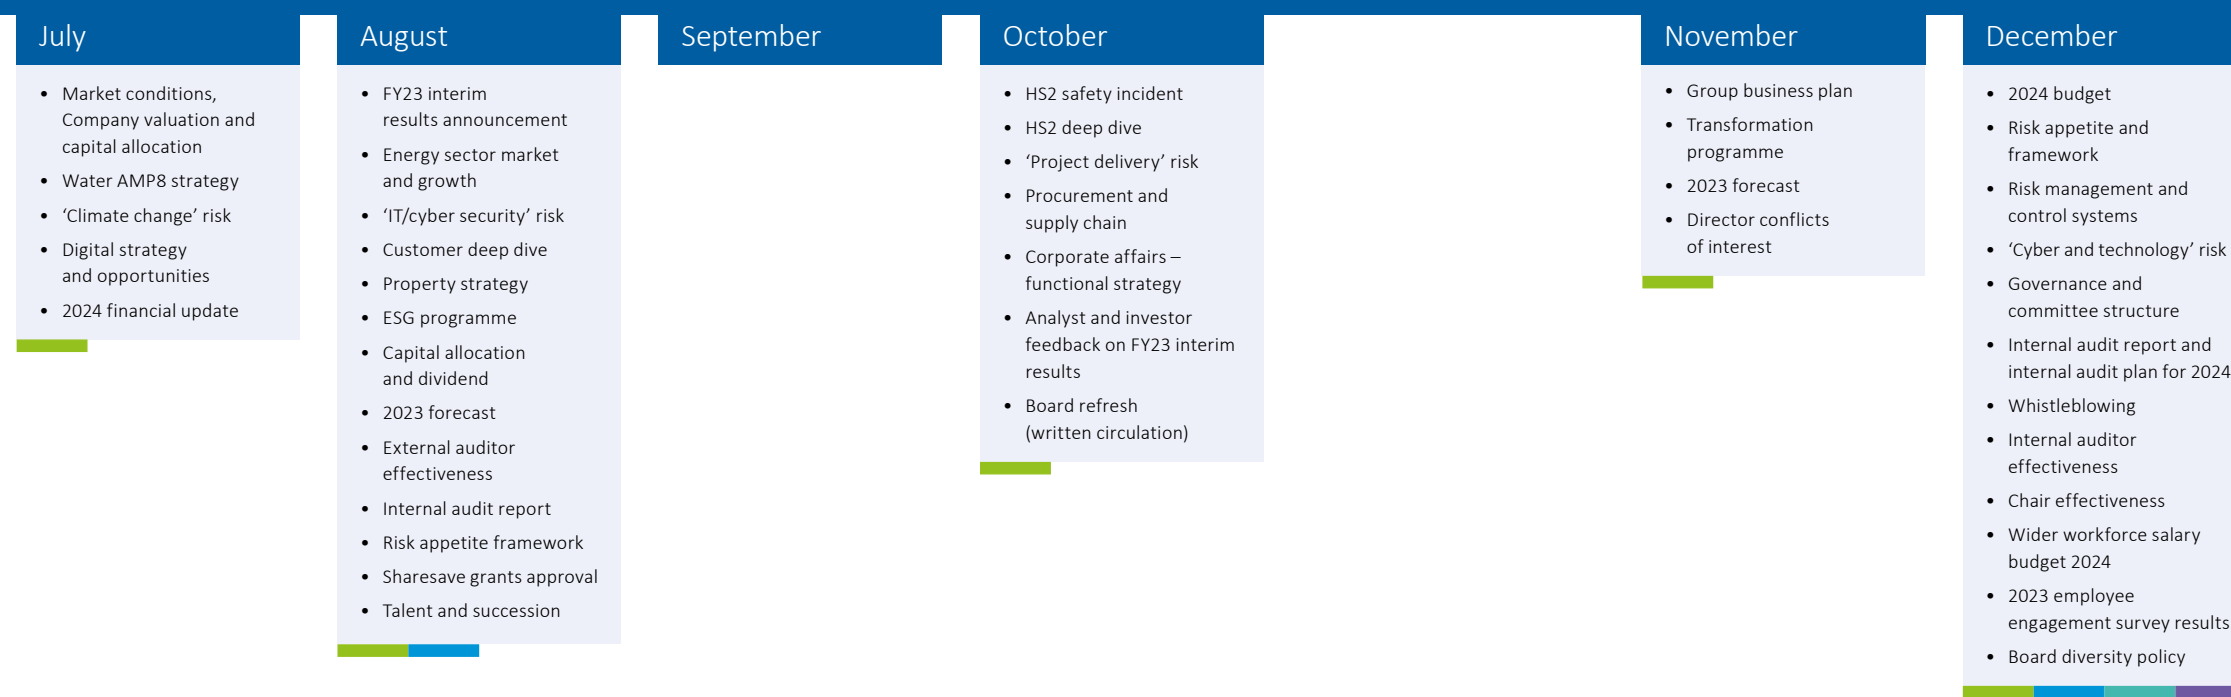 July
• Market conditions,
Company valuation and
capital allocation
• Water AMP8 strategy
• ‘Climate change’ risk
• Digital strategy
and opportunities
• 2024 financial update
August
• FY23 interim
results announcement
• Energy sector market
and growth
• ‘IT/cyber security’ risk
• Customer deep dive
• Property strategy
• ESG programme
• Capital allocation
and dividend
• 2023 forecast
• External auditor
effectiveness
• Internal audit report
• Risk appetite framework
• Sharesave grants approval
• Talent and succession
September
October
• HS2 safety incident
• HS2 deep dive
• ‘Project delivery’ risk
• Procurement and
supply chain
• Corporate affairs –
functional strategy
• Analyst and investor
feedback on FY23 interim
results
• Board refresh
(written circulation)
November
• Group business plan
• Transformation
programme
• 2023 forecast
• Director conflicts
of interest
December
• 2024 budget
• Risk appetite and
framework
• Risk management and
control systems
• ‘Cyber and technology’ risk
• Governance and
committee structure
• Internal audit report and
internal audit plan for 2024
• Whistleblowing
• Internal auditor
effectiveness
• Chair effectiveness
• Wider workforce salary
budget 2024
• 2023 employee
engagement survey results
• Board diversity policy